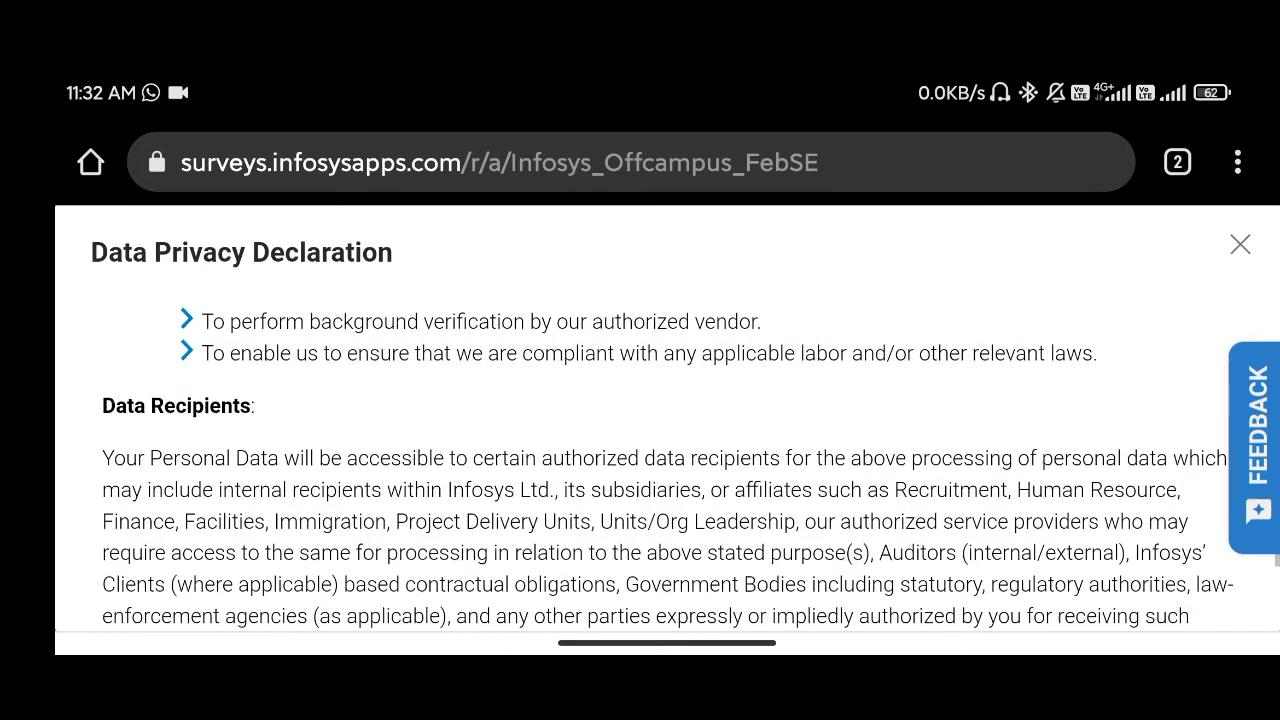 11:32 AM
0.0KB/s Vo LTE 4G+ Vo LTE 62
surveys.infosysapps.com/r/a/Infosys_Offcampus_FebSE
2
Data Privacy Declaration
To perform background verification by our authorized vendor.
To enable us to ensure that we are compliant with any applicable labor and/or other relevant laws.
FEEDBACK
Data Recipients:
Your Personal Data will be accessible to certain authorized data recipients for the above processing of personal data which
may include internal recipients within Infosys Ltd., its subsidiaries, or affiliates such as Recruitment, Human Resource,
Finance, Facilities, Immigration, Project Delivery Units, Units/Org Leadership, our authorized service providers who may
require access to the same for processing in relation to the above stated purpose(s), Auditors (internal/external), Infosys'
Clients (where applicable) based contractual obligations, Government Bodies including statutory, regulatory authorities, law-
enforcement agencies (as applicable), and any other parties expressly or impliedly authorized by you for receiving such